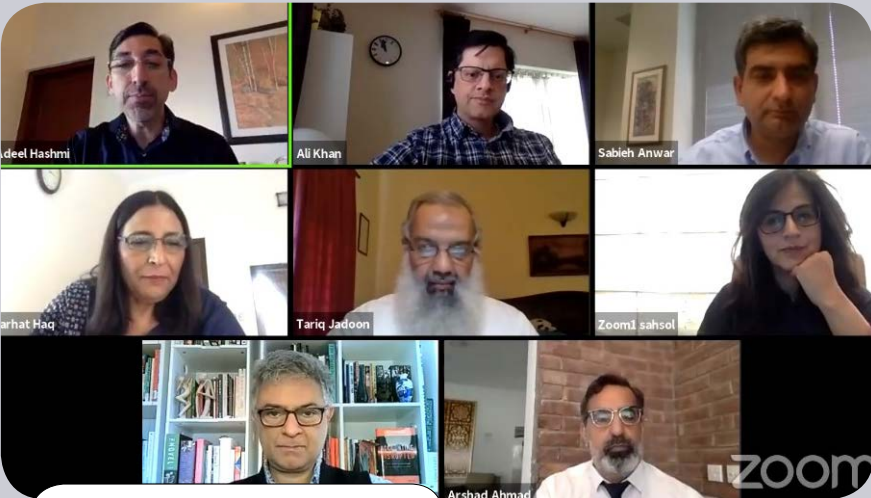 Adeel Hashmi
Ali Khan
Sabieh Anwar
arhat Haq
Tariq Jadoon
Zoom1 sahsol
Arshad Ahmad
zoom